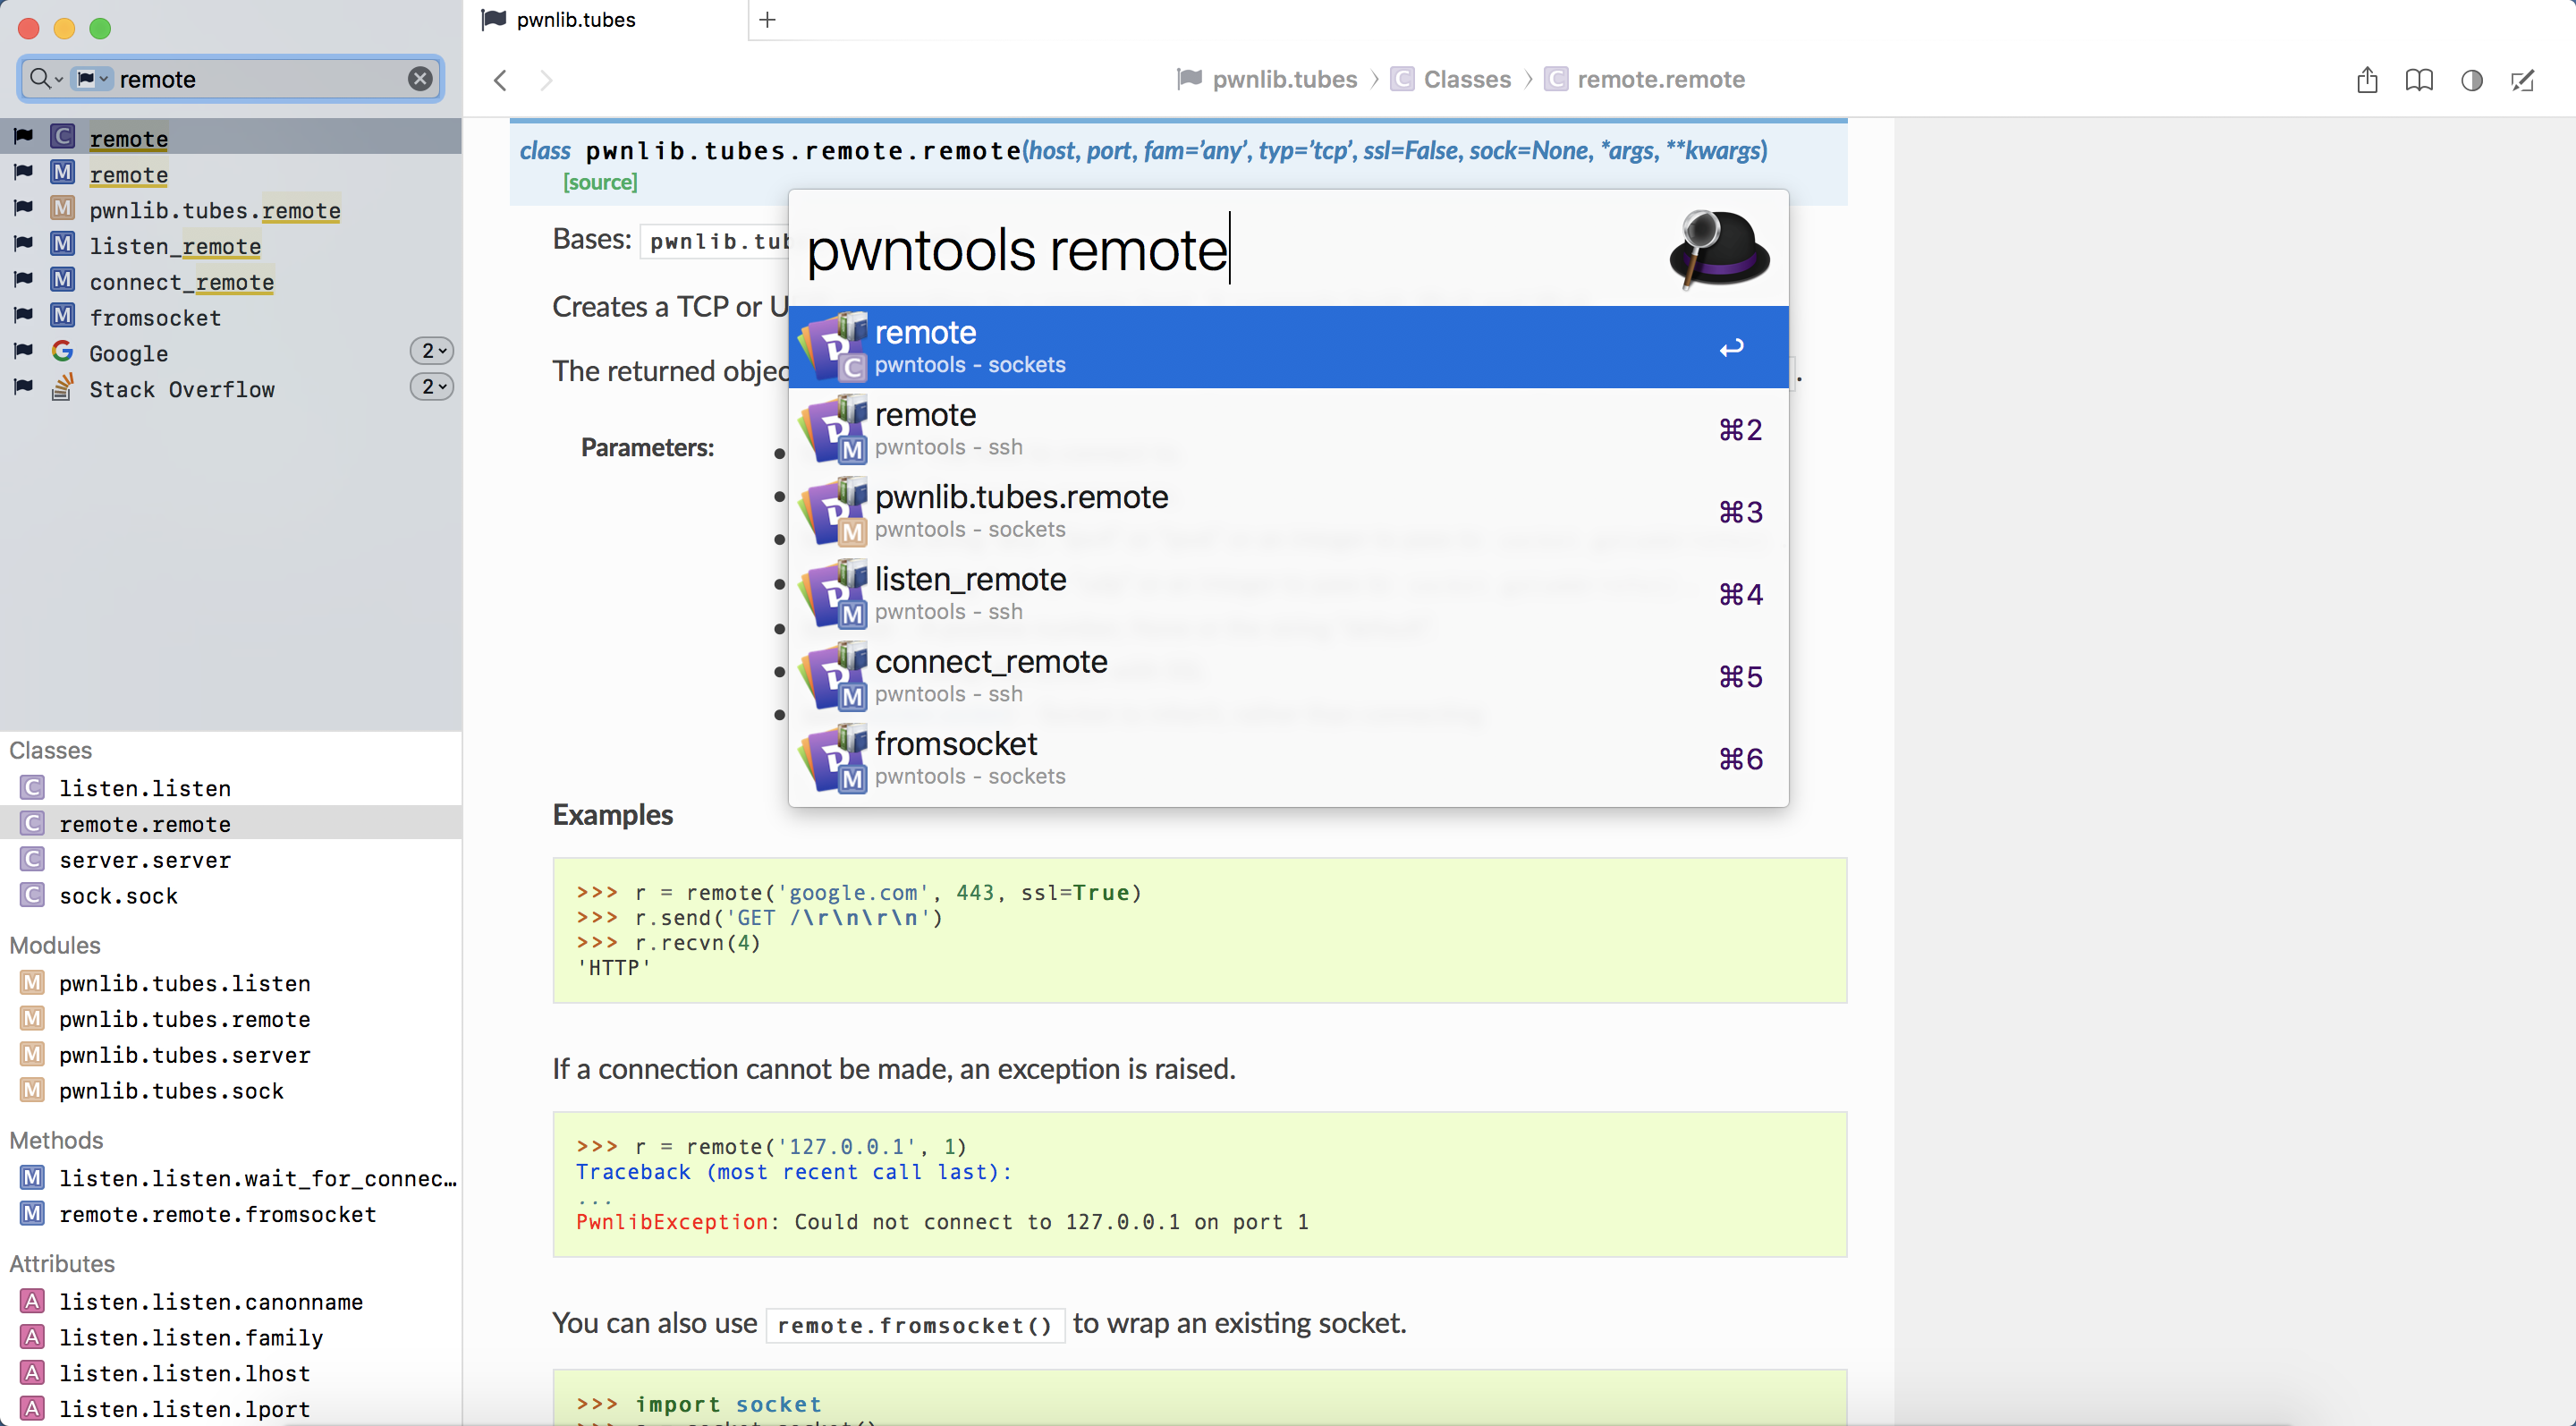 pwnlib.tubes
remote
pwnlib.tubes
Classes
remote.remote
remote
remote
pwnlib.tubes.remote
listen_remote
connect_remote
fromsocket
Google
2
Stack Overflow
2
Classes
listen.listen
remote.remote
server.server
sock.sock
Modules
pwnlib.tubes.listen
pwnlib.tubes.remote
pwnlib.tubes.server
pwnlib.tubes.sock
Methods
listen.listen.wait_for_connec…
remote.remote.fromsocket
Attributes
listen.listen.canonname
listen.listen.family
listen.listen.lhost
listen.listen.lport
class pwnlib.tubes.remote.remote(host, port, fam='any', typ='tcp', ssl=False, sock=None, *args, **kwargs)
[source]
Bases: pwnlib.tub
Creates a TCP or U
The returned objec
.
Parameters:
pwntools remote
remote
pwntools - sockets
remote
pwntools - ssh
⌘2
pwnlib.tubes.remote
pwntools - sockets
⌘3
listen_remote
pwntools - ssh
⌘4
connect_remote
pwntools - ssh
⌘5
fromsocket
pwntools - sockets
⌘6
Examples
>>> r = remote('google.com', 443, ssl=True)
>>> r.send('GET /\r\n\r\n')
>>> r.recvn(4)
'HTTP'
If a connection cannot be made, an exception is raised.
>>> r = remote('127.0.0.1', 1)
Traceback (most recent call last):
...
PwnlibException: Could not connect to 127.0.0.1 on port 1
You can also use remote.fromsocket() to wrap an existing socket.
>>> import socket